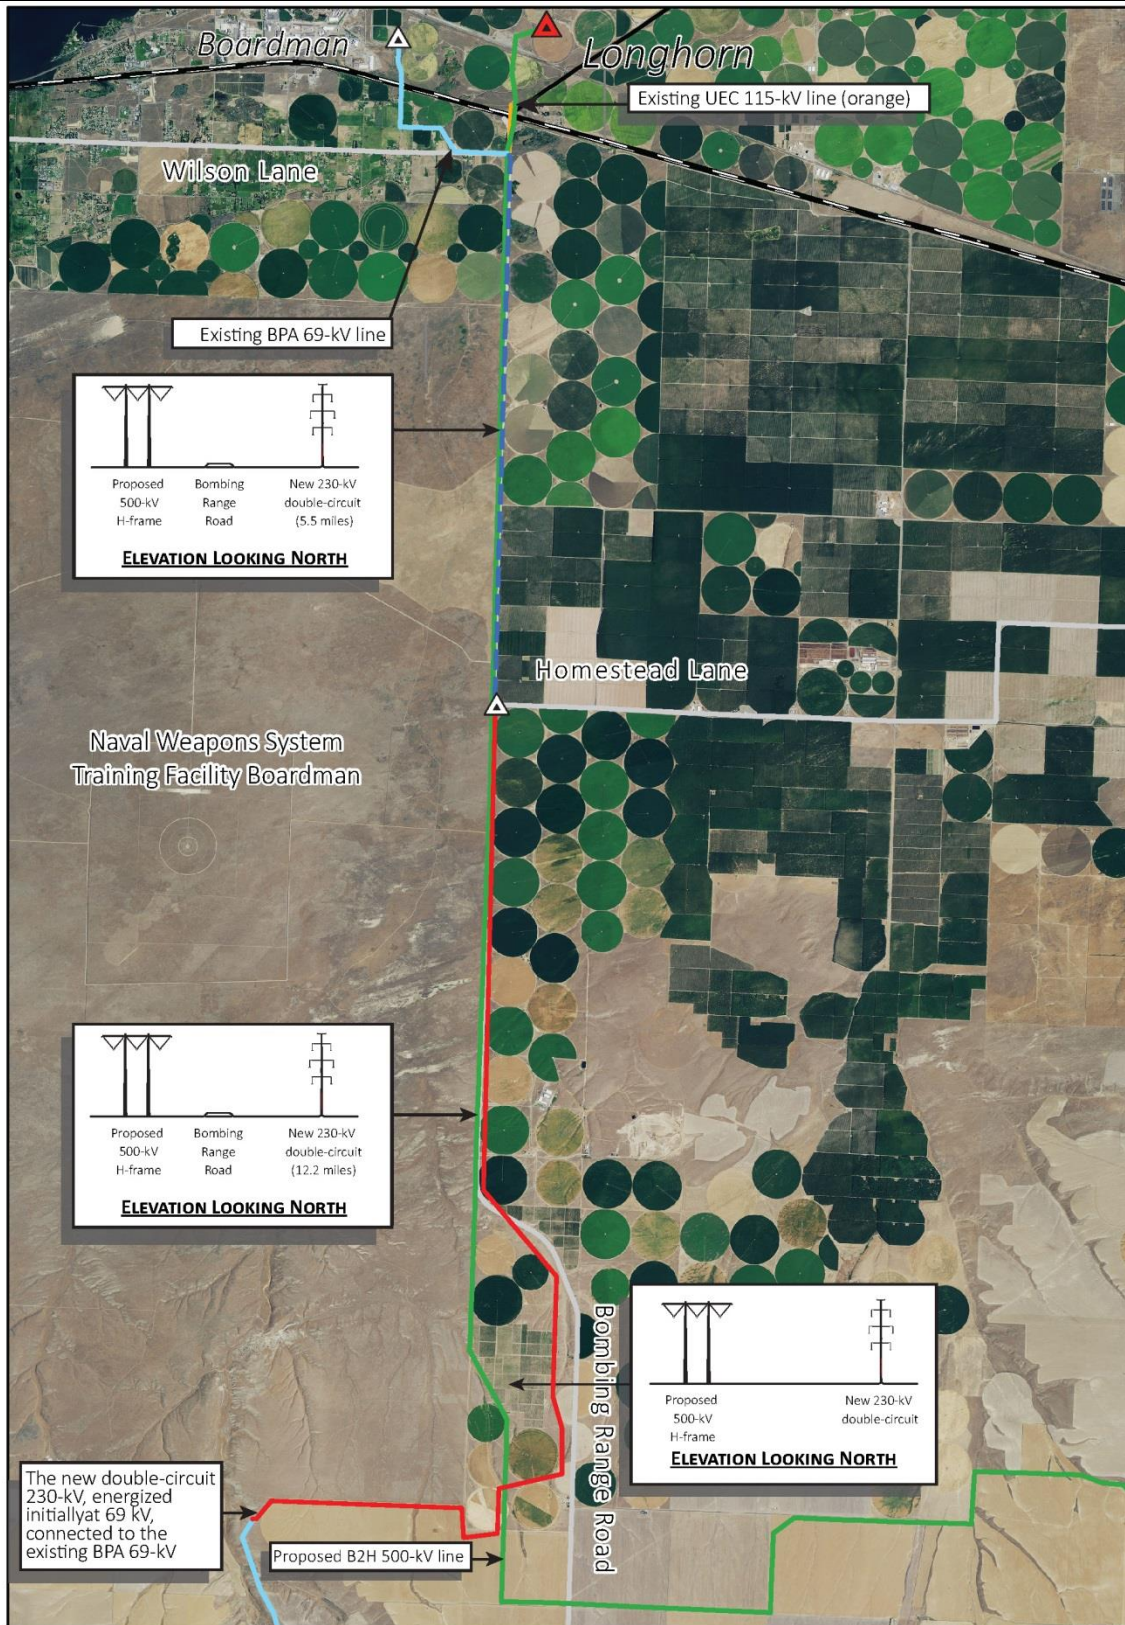 Boardman
Longhorn
Existing UEC 115-kV line (orange)
Wilson Lane
Existing BPA 69-kV line
Proposed
500-kV
H-frame
Bombing
Range
Road
New 230-kV
double-circuit
(5.5 miles)
ELEVATION LOOKING NORTH
Homestead Lane
Naval Weapons System
Training Facility Boardman
Proposed
500-kV
H-frame
Bombing
Range
Road
New 230-kV
double-circuit
(12.2 miles)
ELEVATION LOOKING NORTH
Bombing Range Road
Proposed
500-kV
H-frame
New 230-kV
double-circuit
ELEVATION LOOKING NORTH
The new double-circuit
230-kV, energized
initiallyat 69 kV,
connected to the
existing BPA 69-kV
Proposed B2H 500-kV line